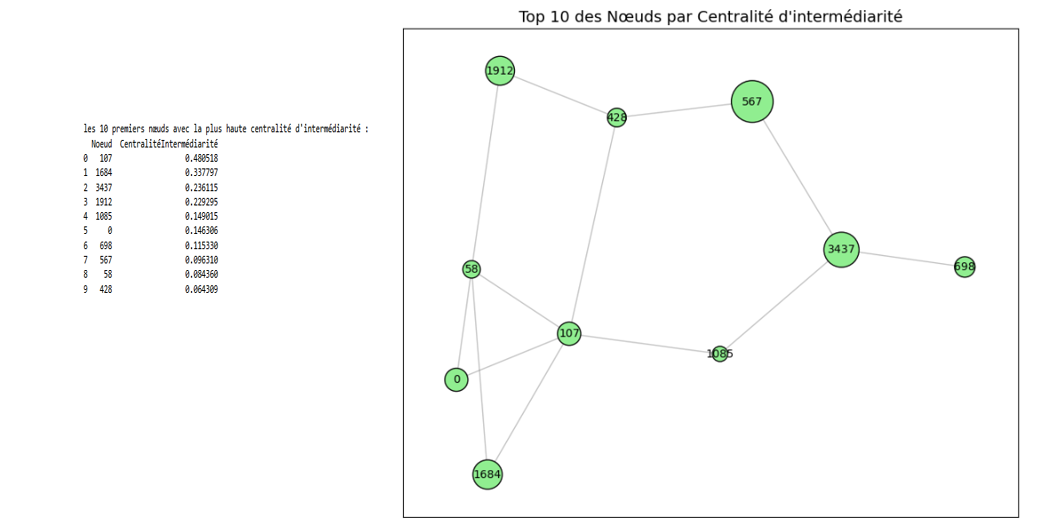 Top 10 des Nœuds par Centralité d'intermédiarité
les 10 premiers nœuds avec la plus haute centralité d'intermédiarité :
Noeud CentralitéIntermédiarité
0 107 0.480518
1 1684 0.337797
2 3437 0.236115
3 1912 0.229295
4 1085 0.149015
5 0 0.146306
6 698 0.115330
7 567 0.096310
8 58 0.084360
9 428 0.064309
1912
567
428
3437
698
58
107
1085
0
1684